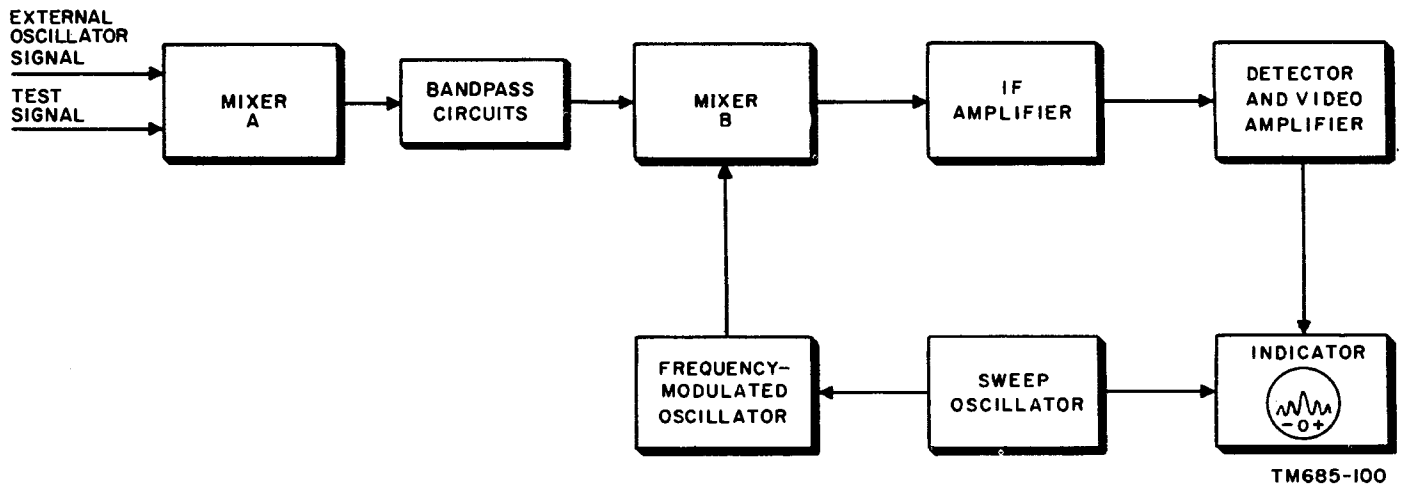 EXTERNAL
OSCILLATOR
SIGNAL
TEST
SIGNAL
MIXER
A
BANDPASS
CIRCUITS
MIXER
B
IF
AMPLIFIER
DETECTOR
AND VIDEO
AMPLIFIER
FREQUENCY-
MODULATED
OSCILLATOR
SWEEP
OSCILLATOR
INDICATOR
-0+
TM685-100